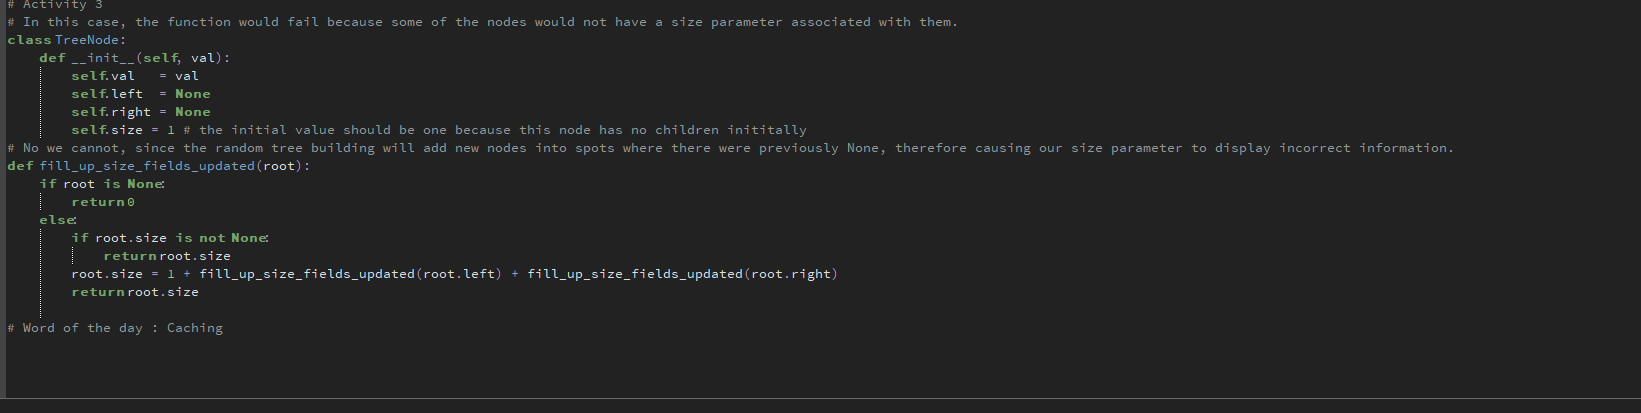 # Activity 3
# In this case, the function would fail because some of the nodes would not have a size parameter associated with them.
class TreeNode:
    def __init__(self, val):
        self.val   = val
        self.left  = None
        self.right = None
        self.size = 1 # the initial value should be one because this node has no children inititally
# No we cannot, since the random tree building will add new nodes into spots where there were previously None, therefore causing our size parameter to display incorrect information.
def fill_up_size_fields_updated(root):
    if root is None:
        return 0
    else:
        if root.size is not None:
            return root.size
        root.size = 1 + fill_up_size_fields_updated(root.left) + fill_up_size_fields_updated(root.right)
        return root.size
# Word of the day : Caching